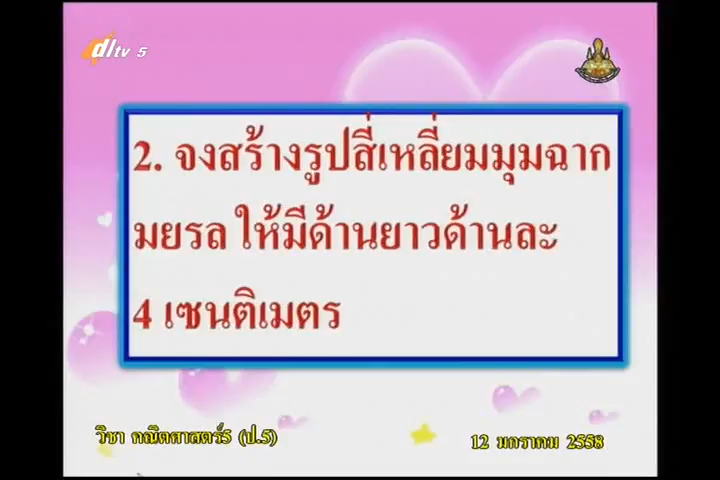 dltv 5
2. จงสร้างรูปสี่เหลี่ยมมุมฉาก
มยรล ให้มีด้านยาวด้านละ
4 เซนติเมตร
วิชา คณิตศาสตร์5 (ป.5)
12 มกราคม 2558